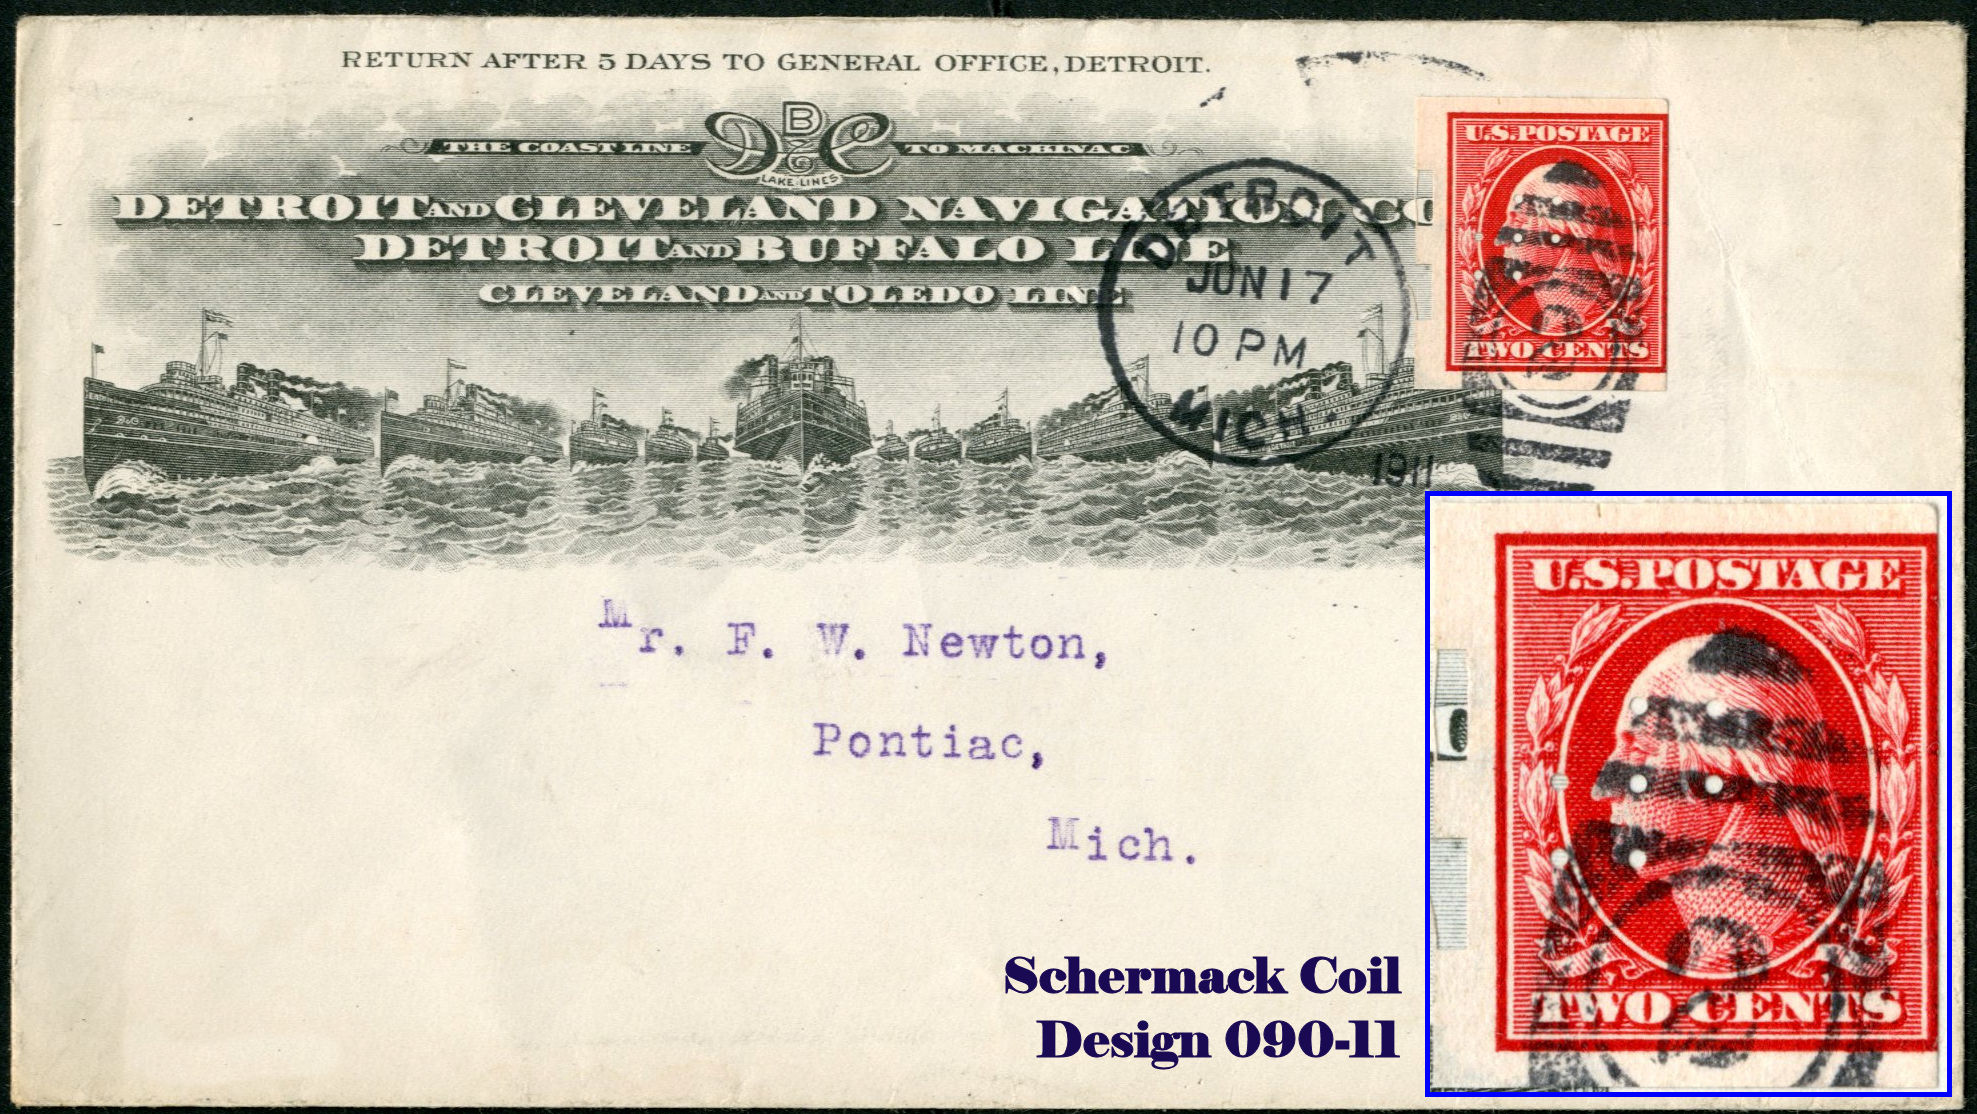 RETURN AFTER 5 DAYS TO GENERAL OFFICE, DETROIT.
D B & C
THE COAST LINE TO MACKINAC
LAKE LINES
DETROIT AND CLEVELAND NAVIGATION CO
DETROIT AND BUFFALO LINE
CLEVELAND AND TOLEDO LINE
DETROIT
JUN 17
10 PM
MICH.
1911
U.S. POSTAGE
TWO CENTS
Mr. F. W. Newton,
Pontiac,
Mich.
Schermack Coil
Design 090-11
U.S. POSTAGE
TWO CENTS